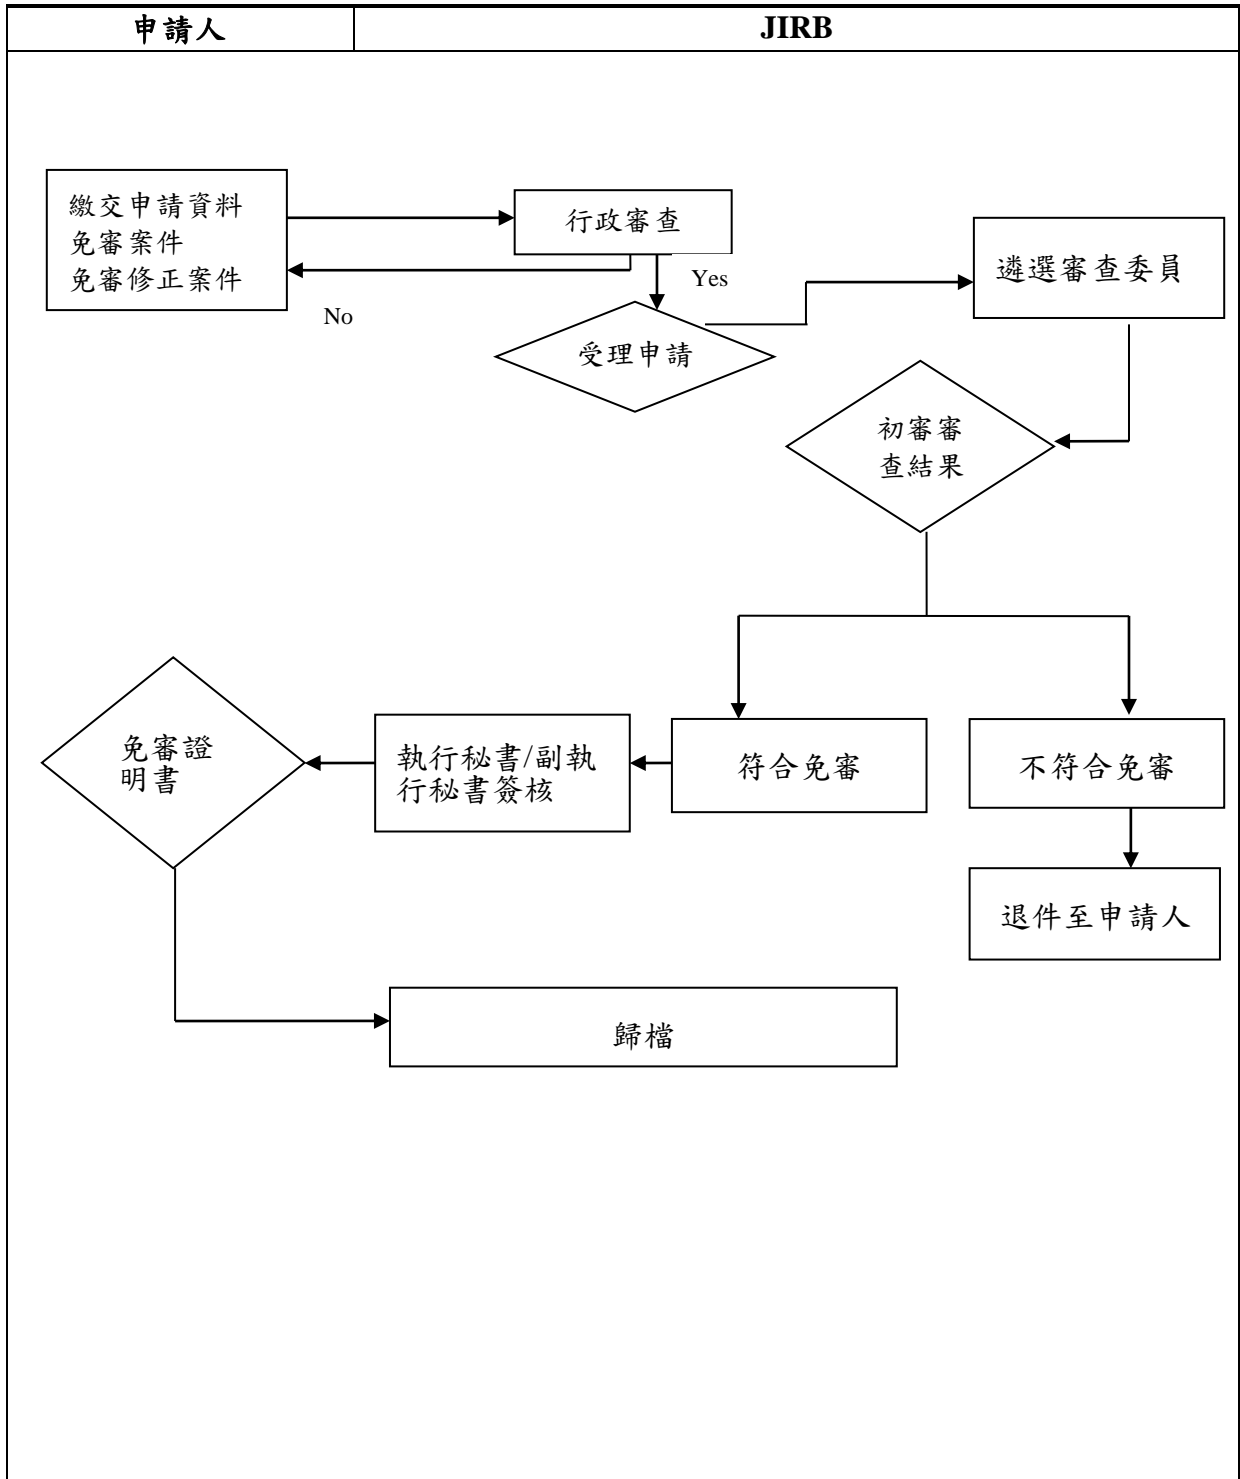 申請人
JIRB
繳交申請資料
免審案件
免審修正案件
行政審查
遴選審查委員
Yes
No
受理申請
初審審
查結果
免審證
明書
執行秘書/副執
行秘書簽核
符合免審
不符合免審
退件至申請人
歸檔